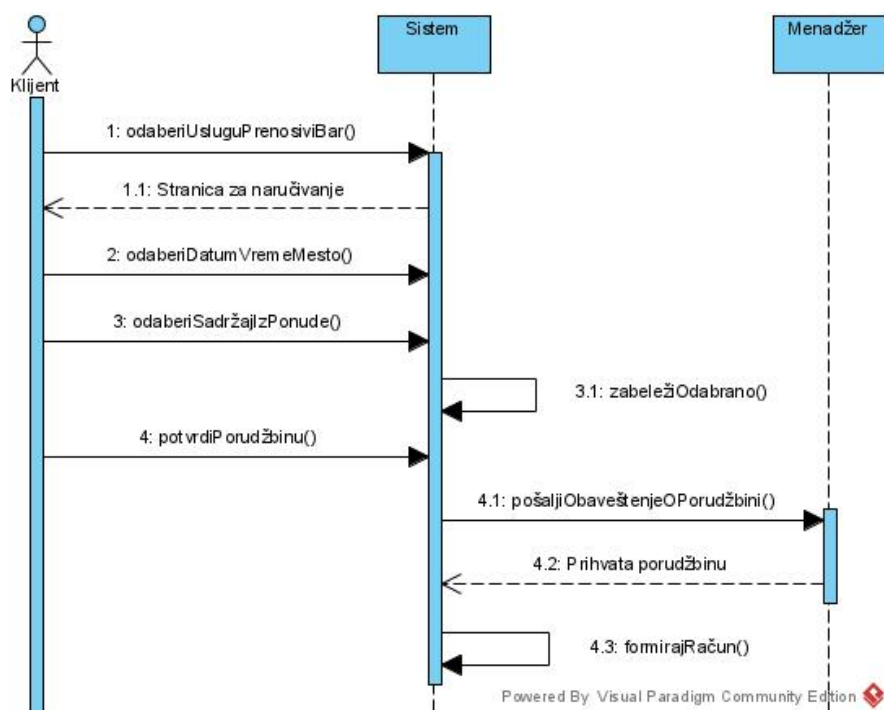 Sistem
Menadžer
Klijent
1: odaberiUsluguPrenosiviBar()
1.1: Stranica za naručivanje
2: odaberiDatumVremeMesto()
3: odaberiSadržajIzPonude()
3.1: zabeležiOdabrano()
4: potvrdiPorudžbinu()
4.1: pošaljiObaveštenjeOPorudžbini()
4.2: Prihvata porudžbinu
4.3: formirajRačun()
Powered By Visual Paradigm Community Edition